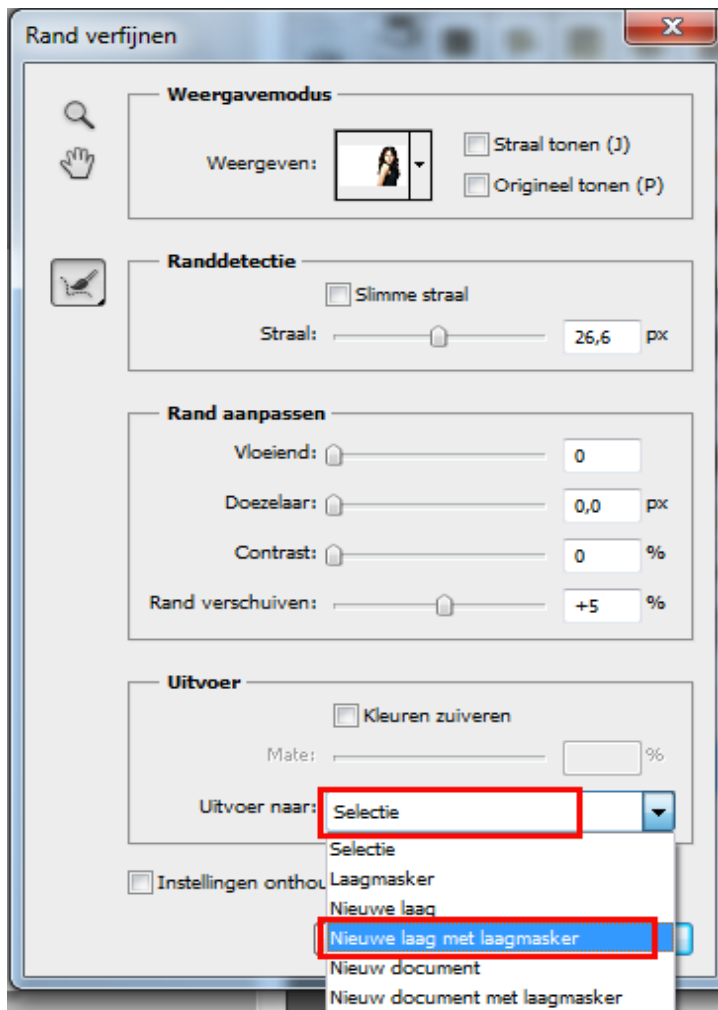 Rand verfijnen
Weergavemodus
Weergeven:
Straal tonen (J)
Origineel tonen (P)
Randdetectie
Slimme straal
Straal: 26,6 px
Rand aanpassen
Vloeiend: 0
Doezelaar: 0,0 px
Contrast: 0 %
Rand verschuiven: +5 %
Uitvoer
Kleuren zuiveren
Mate: %
Uitvoer naar: Selectie
Selectie
Instellingen onthou Laagmasker
Nieuwe laag
Nieuwe laag met laagmasker
Nieuw document
Nieuw document met laagmasker